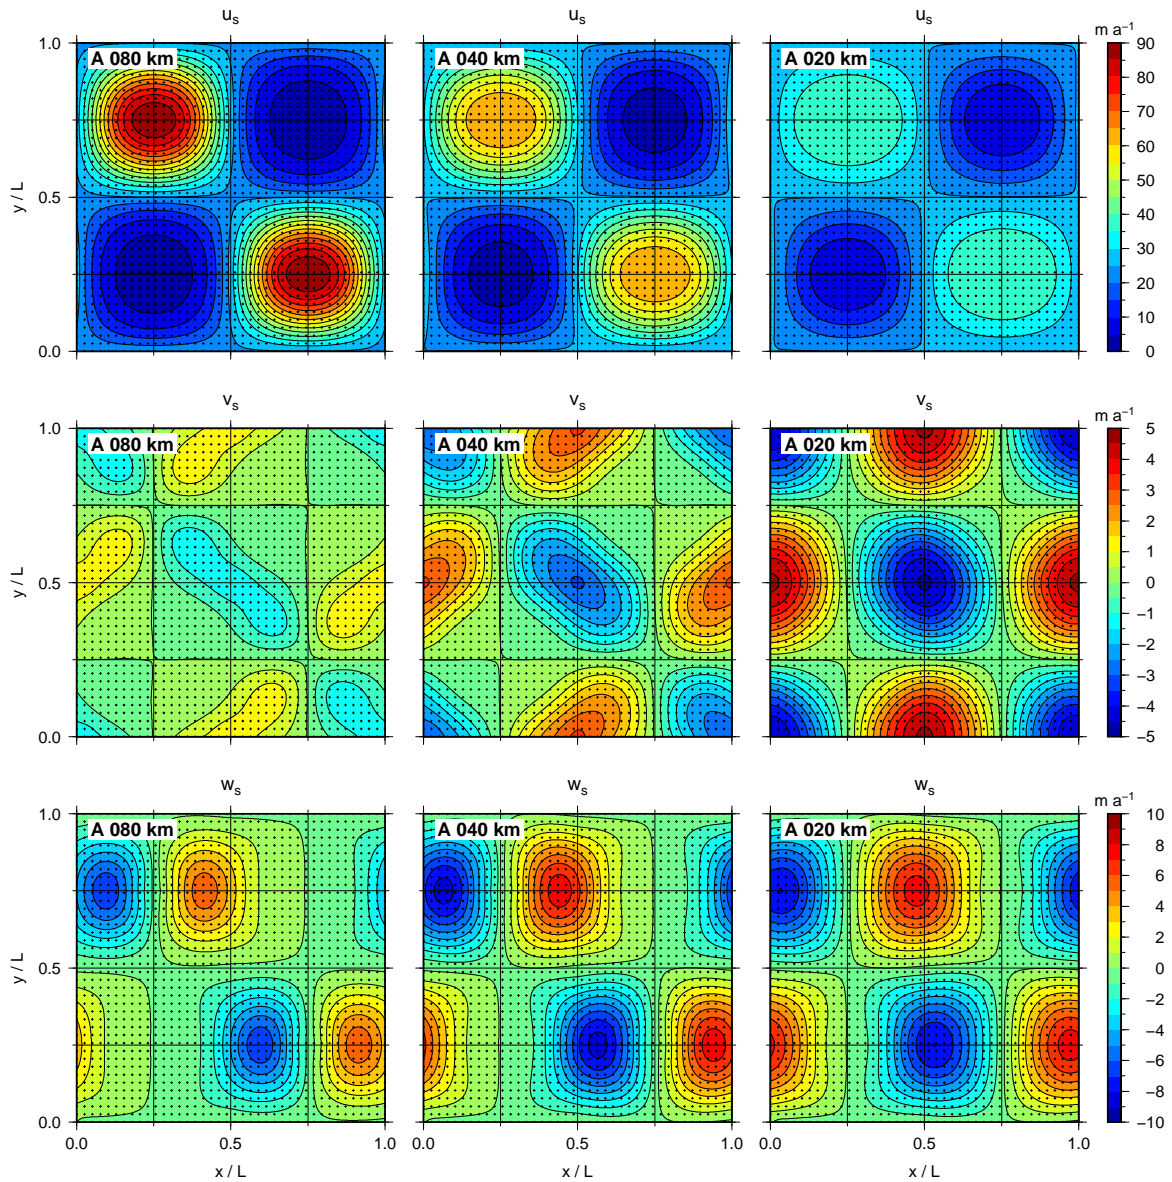 u_s u_s u_s
m a⁻¹
A 080 km A 040 km A 020 km
1.0
0.5
0.0
y / L
90
80
70
60
50
40
30
20
10
0
v_s v_s v_s
m a⁻¹
A 080 km A 040 km A 020 km
1.0
0.5
0.0
y / L
5
4
3
2
1
0
−1
−2
−3
−4
−5
w_s w_s w_s
m a⁻¹
A 080 km A 040 km A 020 km
1.0
0.5
0.0
y / L
10
8
6
4
2
0
−2
−4
−6
−8
−10
0.0 0.5 1.0 0.0 0.5 1.0 0.0 0.5 1.0
x / L x / L x / L